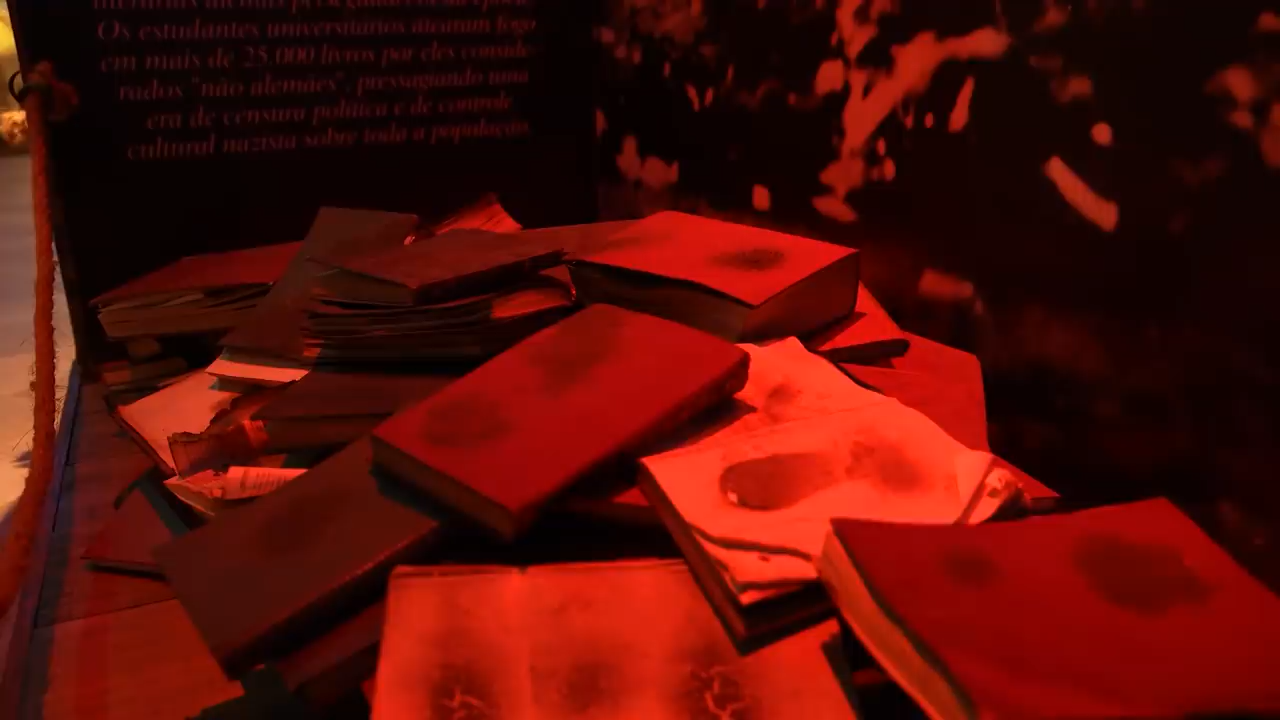 Os estudantes universitários atearam fogo
em mais de 25.000 livros por eles conside-
rados "não alemães", pressagiando uma
era de censura política e de controle
cultural nazista sobre toda a população.